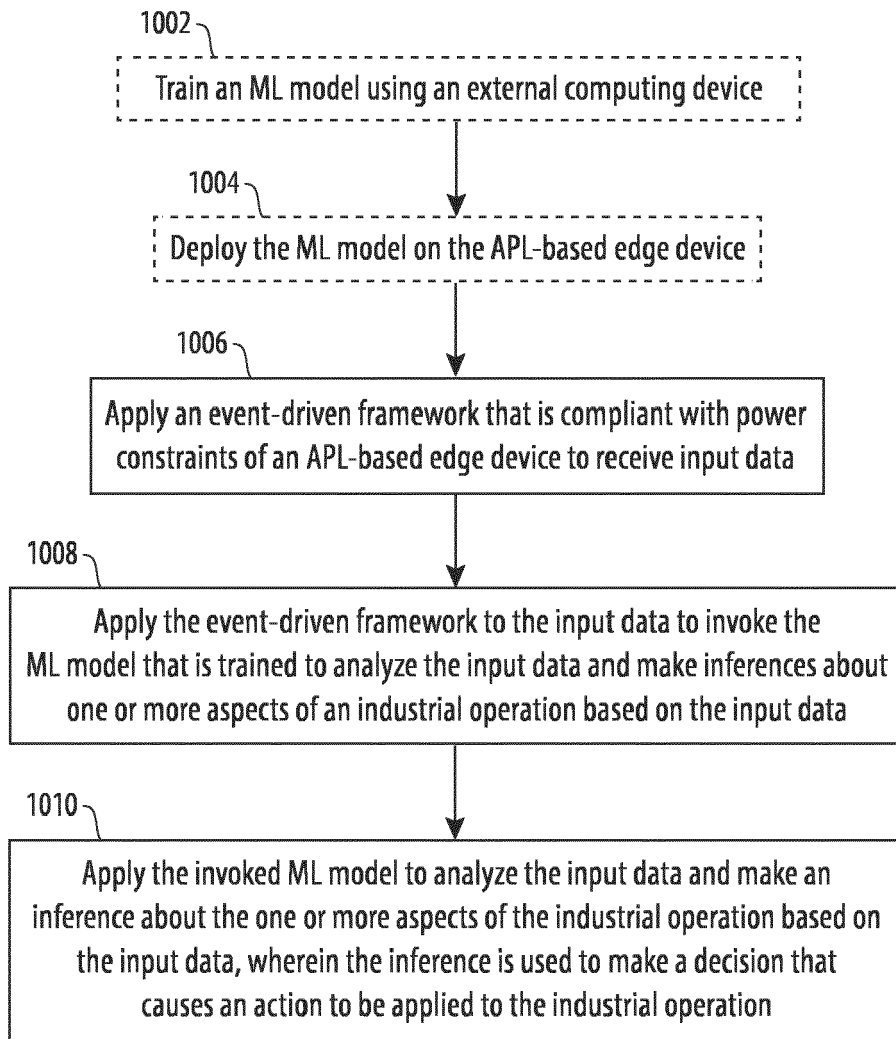 1002
Train an ML model using an external computing device
1004
Deploy the ML model on the APL-based edge device
1006
Apply an event-driven framework that is compliant with power
constraints of an APL-based edge device to receive input data
1008
Apply the event-driven framework to the input data to invoke the
ML model that is trained to analyze the input data and make inferences about
one or more aspects of an industrial operation based on the input data
1010
Apply the invoked ML model to analyze the input data and make an
inference about the one or more aspects of the industrial operation based on
the input data, wherein the inference is used to make a decision that
causes an action to be applied to the industrial operation